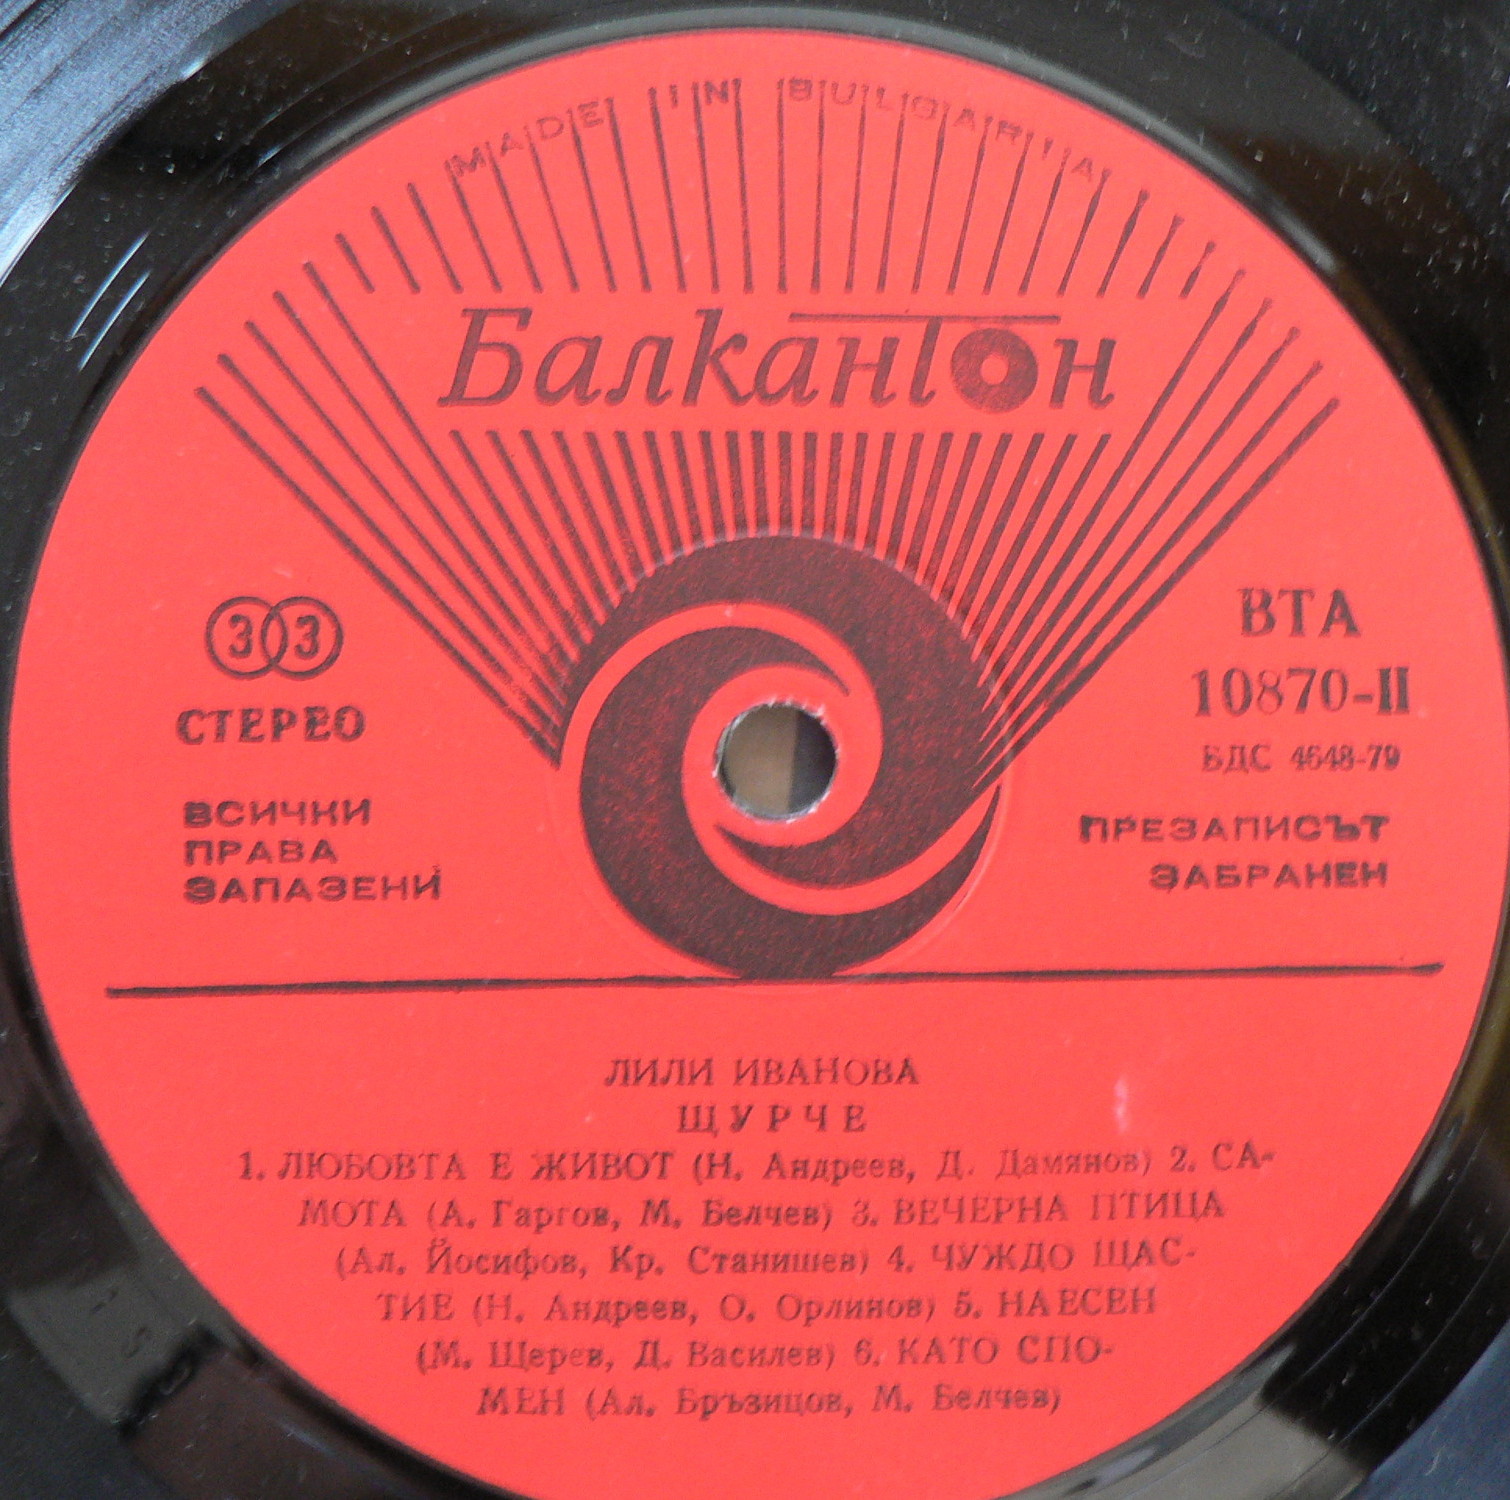 MADE IN BULGARIA
Балкантон
33
СТЕРЕО
ВСИЧКИ
ПРАВА
ЗАПАЗЕНИ
ВТА
10870-II
БДС 4648-79
ПРЕЗАПИСЪТ
ЗАБРАНЕН
ЛИЛИ ИВАНОВА
ЩУРЧЕ
1. ЛЮБОВТА Е ЖИВОТ (Н. Андреев, Д. Дамянов) 2. СА-
МОТА (А. Гаргов, М. Белчев) 3. ВЕЧЕРНА ПТИЦА
(Ал. Йосифов, Кр. Станишев) 4. ЧУЖДО ЩАС-
ТИЕ (Н. Андреев, О. Орлинов) 5. НАЕСЕН
(М. Щерев, Д. Василев) 6. КАТО СПО-
МЕН (Ал. Бръзицов, М. Белчев)